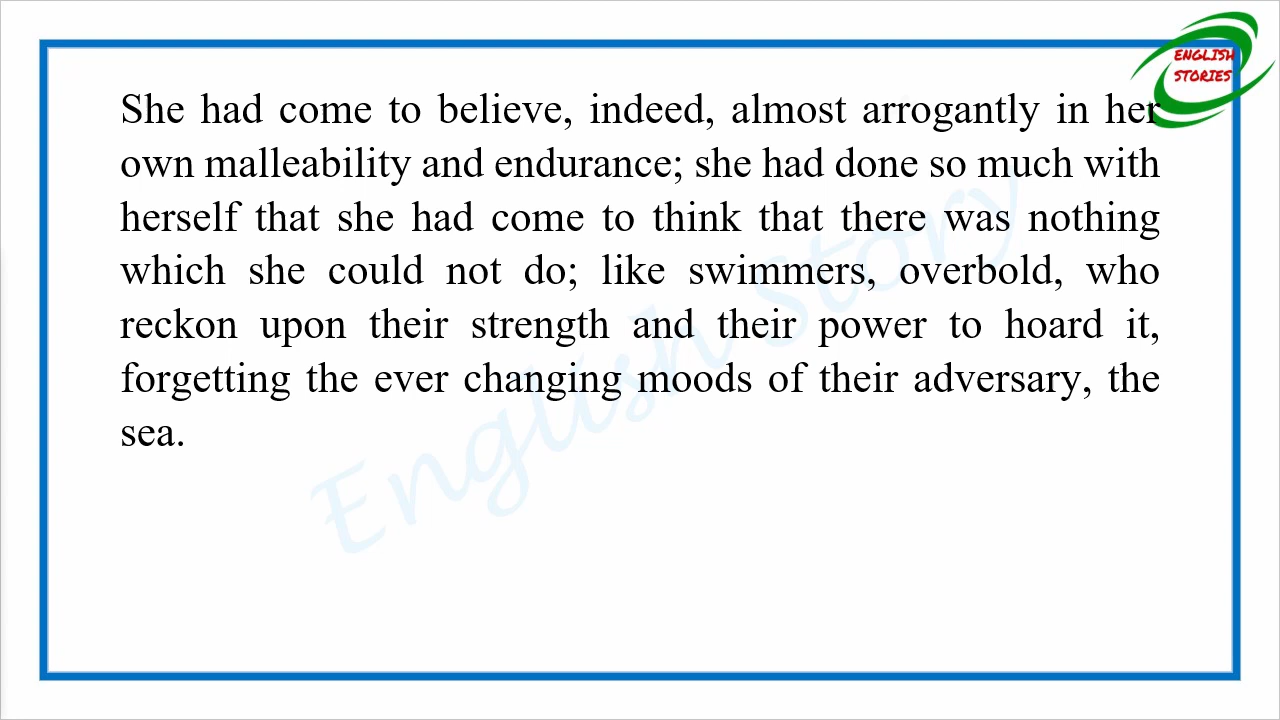 ENGLISH
STORIES
She had come to believe, indeed, almost arrogantly in her
own malleability and endurance; she had done so much with
herself that she had come to think that there was nothing
which she could not do; like swimmers, overbold, who
reckon upon their strength and their power to hoard it,
forgetting the ever changing moods of their adversary, the
sea.
English Story